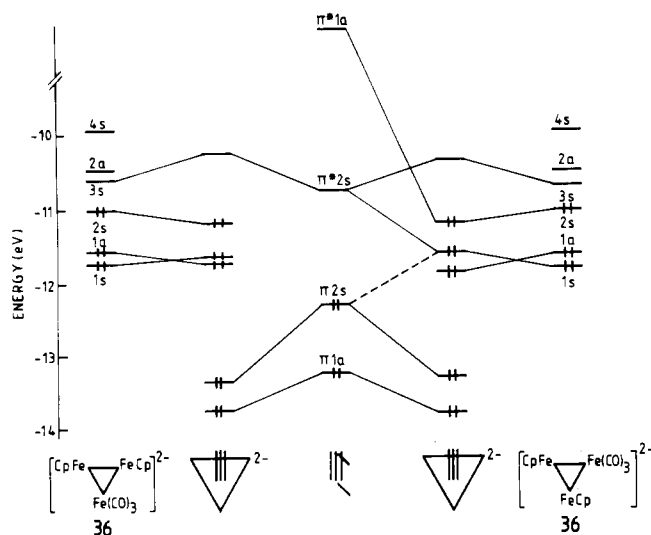 π*1a
-10
4s
2a
3s
2s
1a
1s
π*2s
4s
2a
3s
2s
1a
1s
-11
-12
-13
-14
ENERGY (eV)
π2s
π1a
[CpFe FeCp Fe(CO)3]2-
36
2-
2-
[CpFe Fe(CO)3 FeCp]2-
36